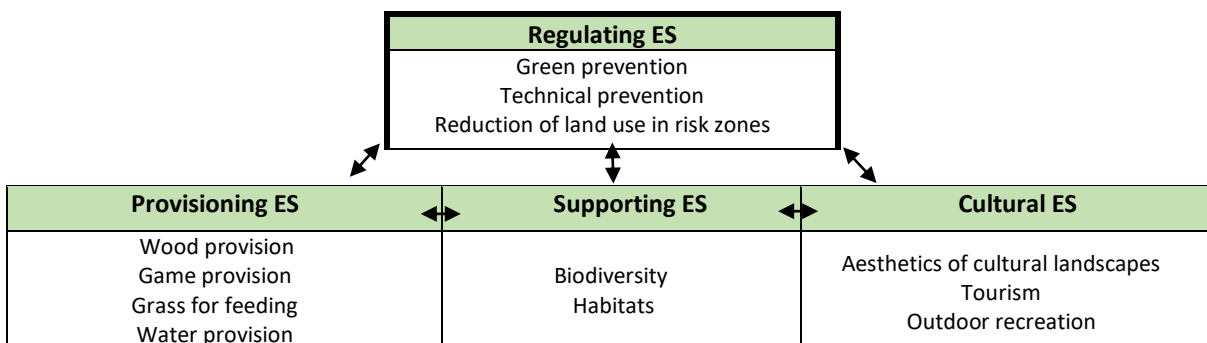 Regulating ES
Green prevention
Technical prevention
Reduction of land use in risk zones
Provisioning ES
Wood provision
Game provision
Grass for feeding
Water provision
Supporting ES
Biodiversity
Habitats
Cultural ES
Aesthetics of cultural landscapes
Tourism
Outdoor recreation